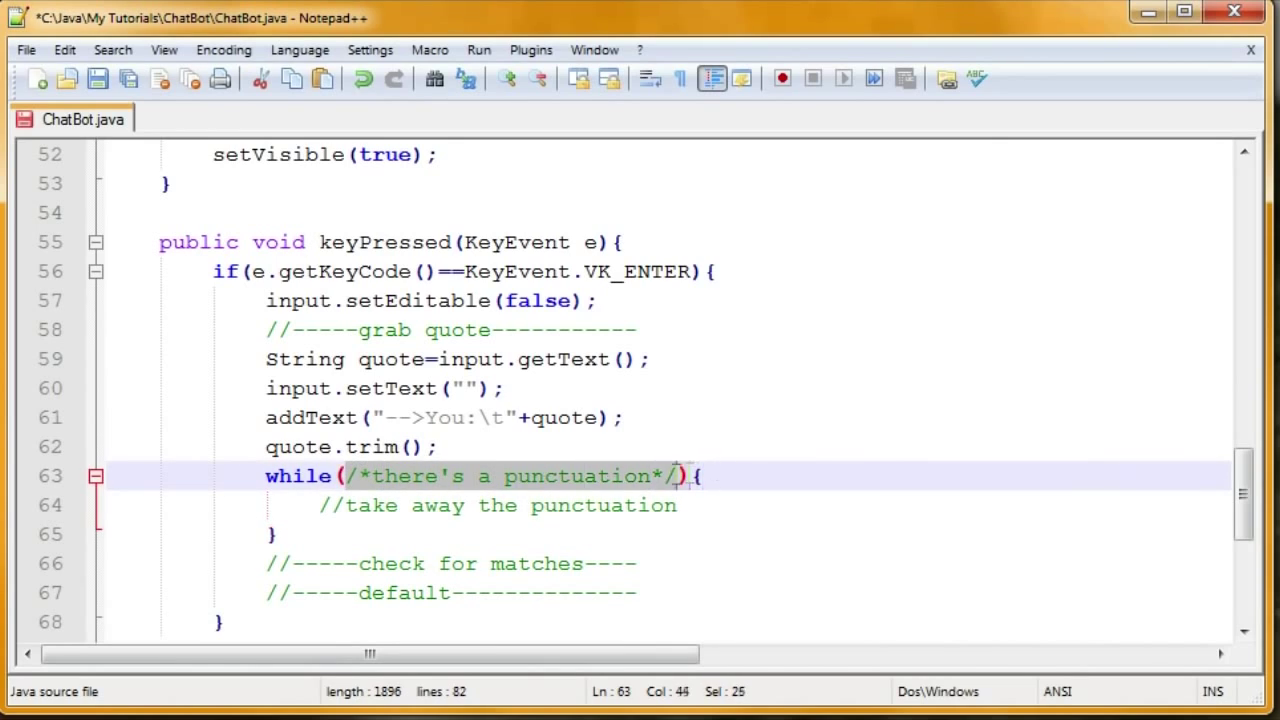 *C:\Java\My Tutorials\ChatBot\ChatBot.java - Notepad++
File Edit Search View Encoding Language Settings Macro Run Plugins Window ? X
ABC
ChatBot.java
52 setVisible(true);
53 }
54
55 public void keyPressed(KeyEvent e){
56 if(e.getKeyCode()==KeyEvent.VK_ENTER){
57 input.setEditable(false);
58 //-----grab quote-----------
59 String quote=input.getText();
60 input.setText("");
61 addText("-->You:\t"+quote);
62 quote.trim();
63 while(/*there's a punctuation*/){
64 //take away the punctuation
65 }
66 //-----check for matches----
67 //-----default--------------
68 }
Java source file length : 1896 lines : 82 Ln : 63 Col : 44 Sel : 25 Dos\Windows ANSI INS